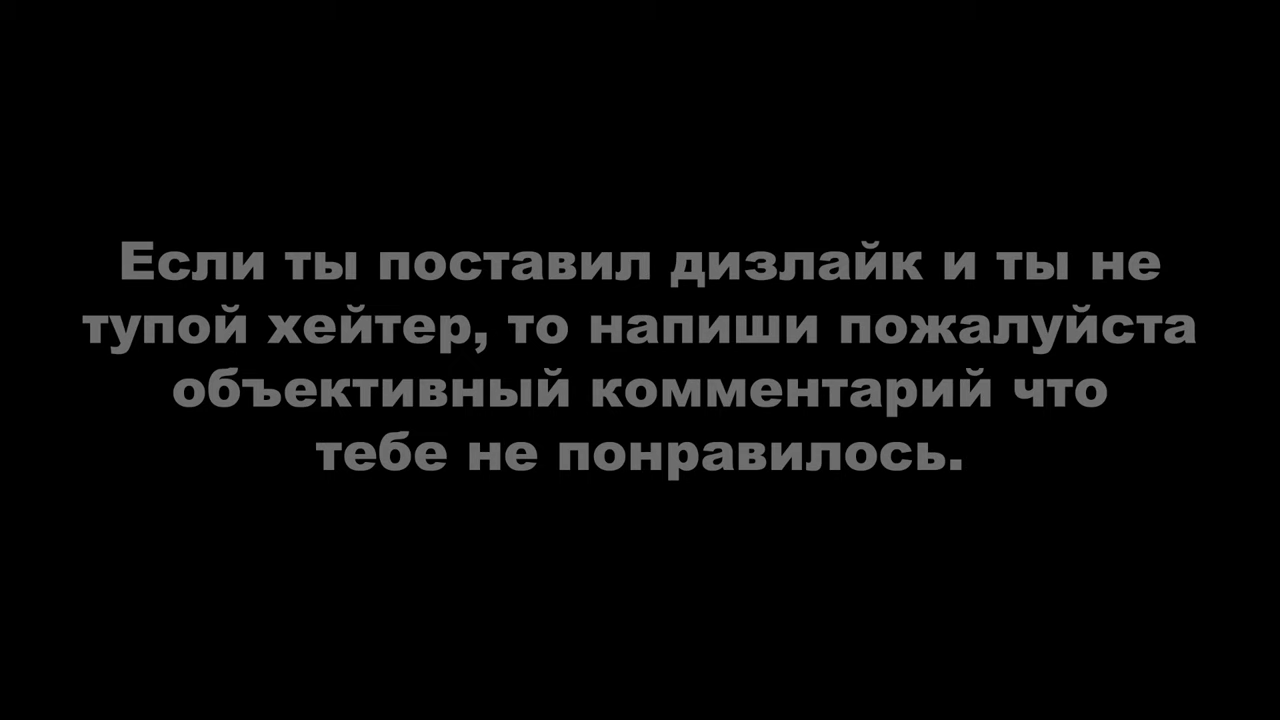 Если ты поставил дизлайк и ты не
тупой хейтер, то напиши пожалуйста
объективный комментарий что
тебе не понравилось.